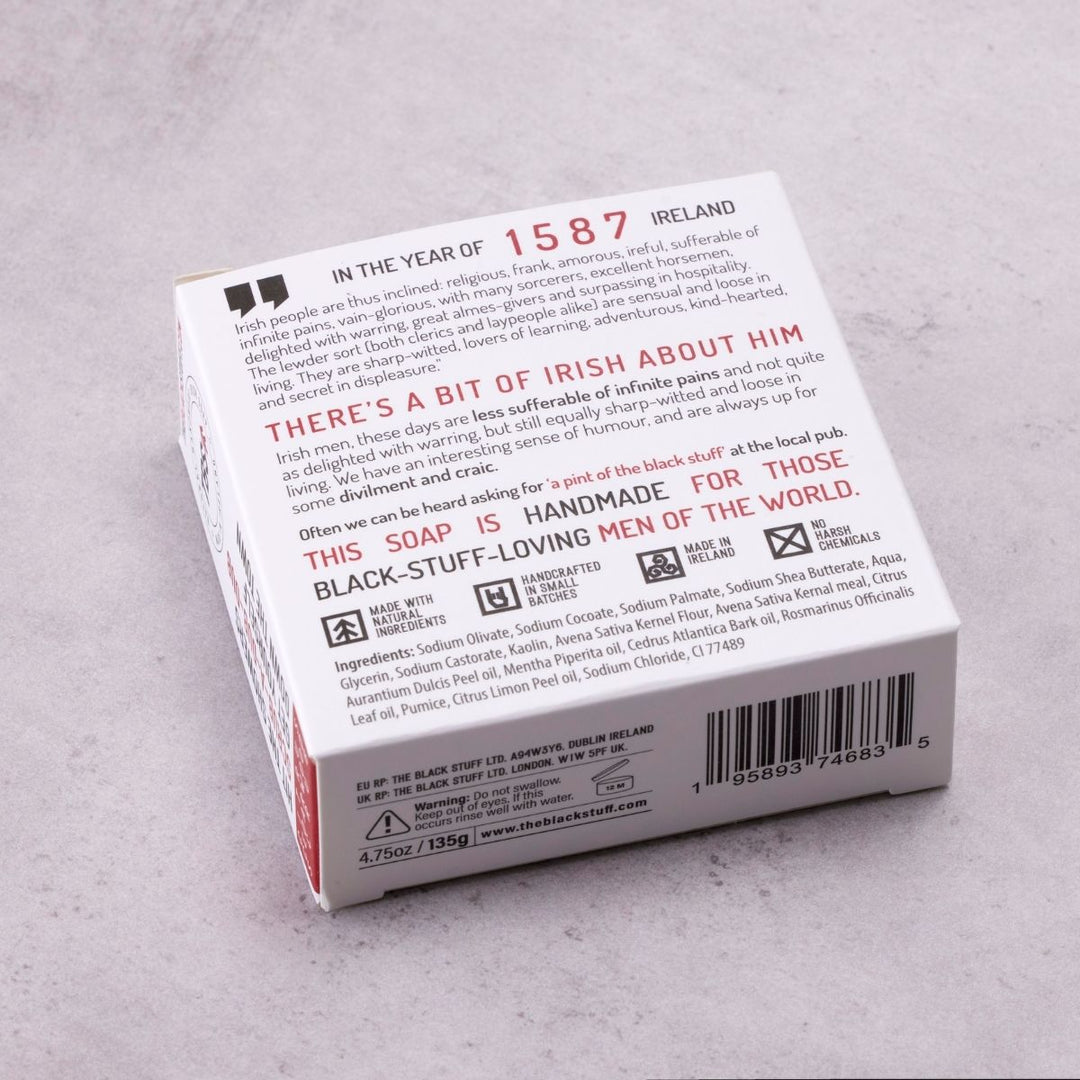 IN THE YEAR OF 1587 IRELAND
Irish people are thus inclined: religious, frank, amorous, ireful, sufferable of
infinite pains, vain-glorious, with many sorcerers, excellent horsemen,
delighted with warring, great almes-givers and surpassing in hospitality.
The lewder sort (both clerics and laypeople alike) are sensual and loose in
living. They are sharp-witted, lovers of learning, adventurous, kind-hearted,
and secret in displeasure."
THERE'S A BIT OF IRISH ABOUT HIM
Irish men, these days are less sufferable of infinite pains and not quite
as delighted with warring, but still equally sharp-witted and loose in
living. We have an interesting sense of humour, and are always up for
some divilment and craic.
Often we can be heard asking for 'a pint of the black stuff' at the local pub.
THIS SOAP IS HANDMADE FOR THOSE
BLACK-STUFF-LOVING MEN OF THE WORLD.
MADE WITH
NATURAL
INGREDIENTS
HANDCRAFTED
IN SMALL
BATCHES
MADE IN
IRELAND
NO
HARSH
CHEMICALS
Ingredients: Sodium Olivate, Sodium Cocoate, Sodium Palmate, Sodium Shea Butterate, Aqua,
Glycerin, Sodium Castorate, Kaolin, Avena Sativa Kernel Flour, Avena Sativa Kernal meal, Citrus
Aurantium Dulcis Peel oil, Mentha Piperita oil, Cedrus Atlantica Bark oil, Rosmarinus Officinalis
Leaf oil, Pumice, Citrus Limon Peel oil, Sodium Chloride, CI 77489
EU RP: THE BLACK STUFF LTD. A94W3Y6. DUBLIN IRELAND
UK RP: THE BLACK STUFF LTD. LONDON. W1W 5PF UK.
Warning: Do not swallow.
Keep out of eyes. If this
occurs rinse well with water.
12 M
4.75oz / 135g
www.theblackstuff.com
1 95893 74683 5